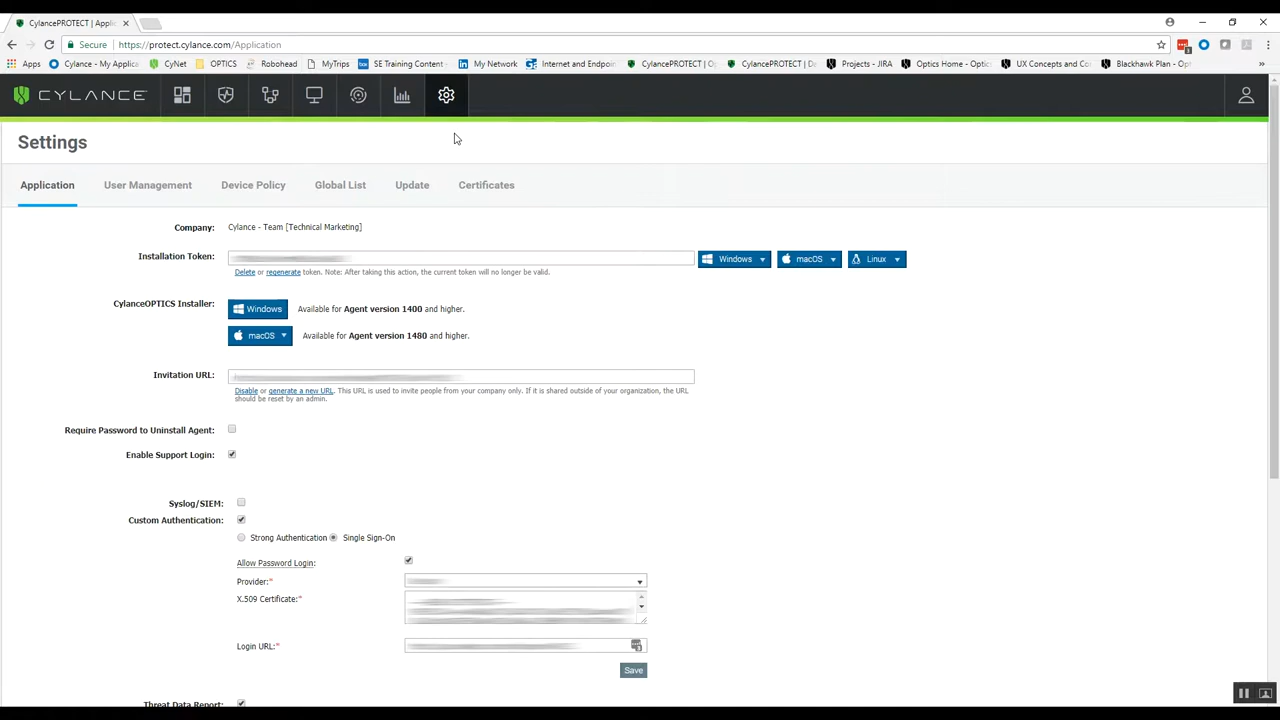 CylancePROTECT | Applic
Secure
https://protect.cylance.com/Application
Apps
Cylance - My Applica
CyNet
OPTICS
Robohead
MyTrips
SE Training Content
My Network
Internet and Endpoin
CylancePROTECT | O
CylancePROTECT | De
Projects - JIRA
Optics Home - Optic
UX Concepts and Co
Blackhawk Plan - Opt
CYLANCE
Settings
Application
User Management
Device Policy
Global List
Update
Certificates
Company: Cylance - Team [Technical Marketing]
Installation Token:
Windows
macOS
Linux
Delete or regenerate token. Note: After taking this action, the current token will no longer be valid.
CylanceOPTICS Installer:
Windows
Available for Agent version 1400 and higher.
macOS
Available for Agent version 1480 and higher.
Invitation URL:
Disable or generate a new URL. This URL is used to invite people from your company only. If it is shared outside of your organization, the URL
should be reset by an admin.
Require Password to Uninstall Agent:
Enable Support Login:
Syslog/SIEM:
Custom Authentication:
Strong Authentication
Single Sign-On
Allow Password Login:
Provider:*
X.509 Certificate:*
Login URL:*
Save
Threat Data Report: